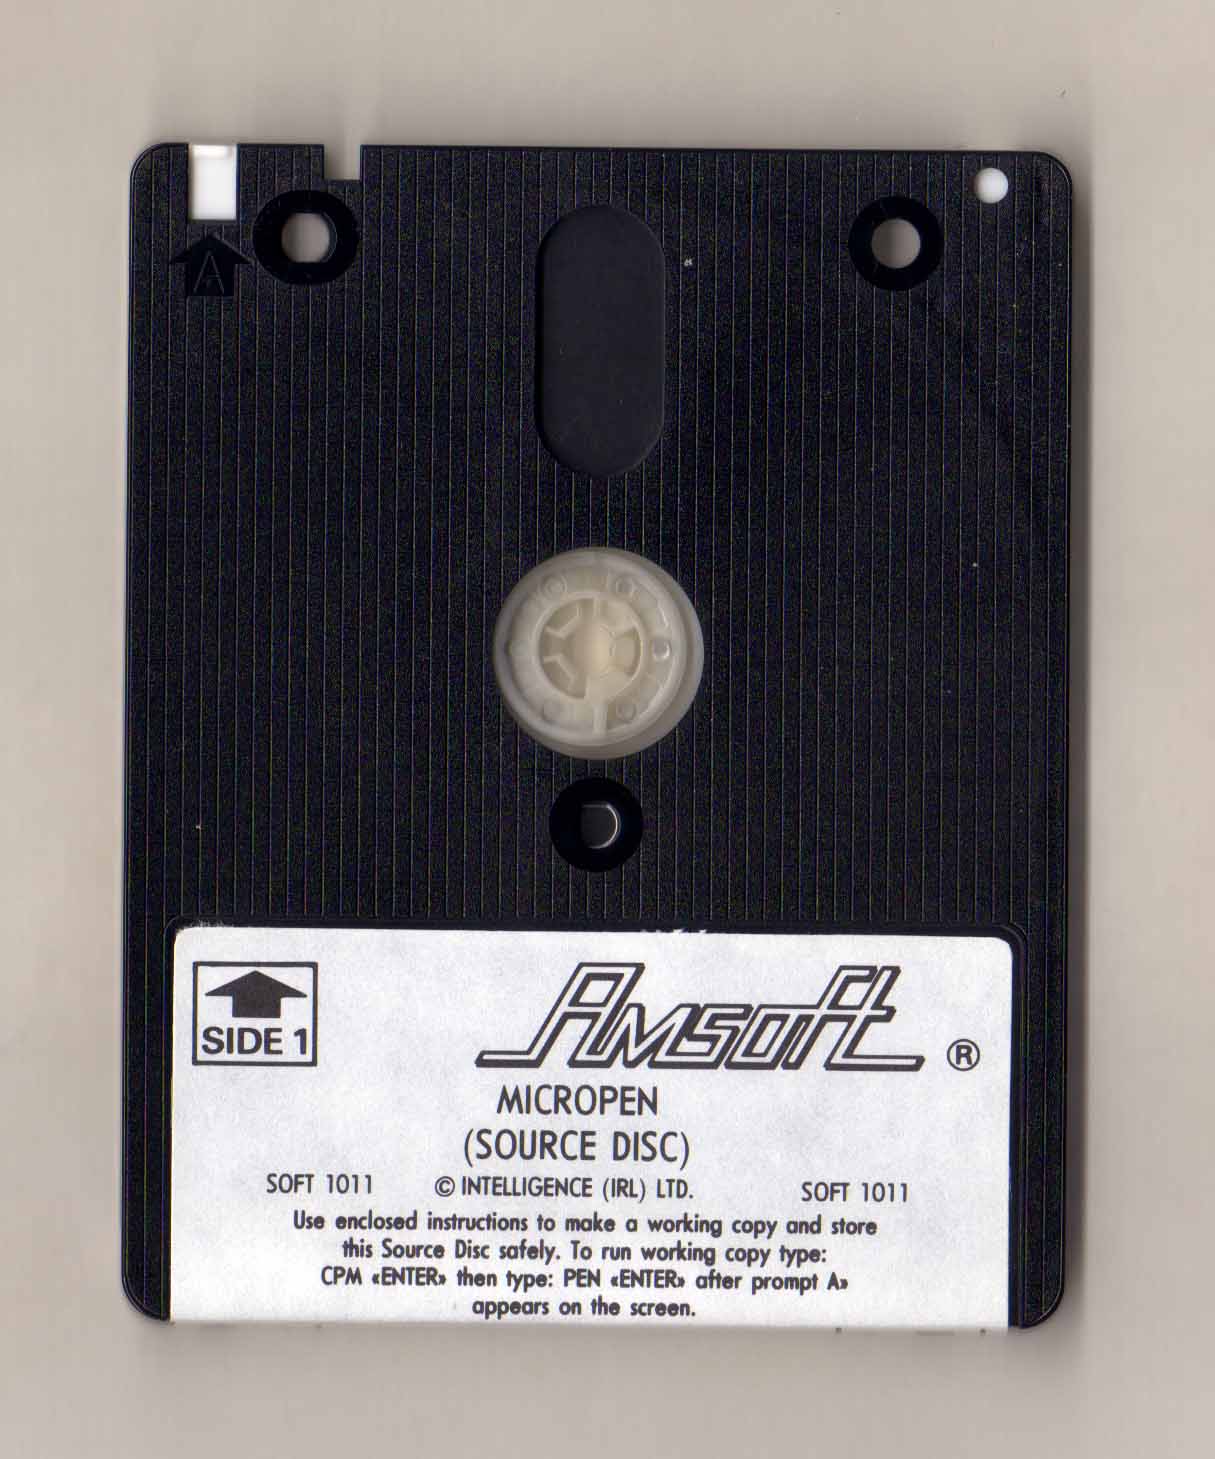 A
SIDE 1
Amsoft ®
MICROPEN
(SOURCE DISC)
SOFT 1011 © INTELLIGENCE (IRL) LTD. SOFT 1011
Use enclosed instructions to make a working copy and store
this Source Disc safely. To run working copy type:
CPM «ENTER» then type: PEN «ENTER» after prompt A»
appears on the screen.